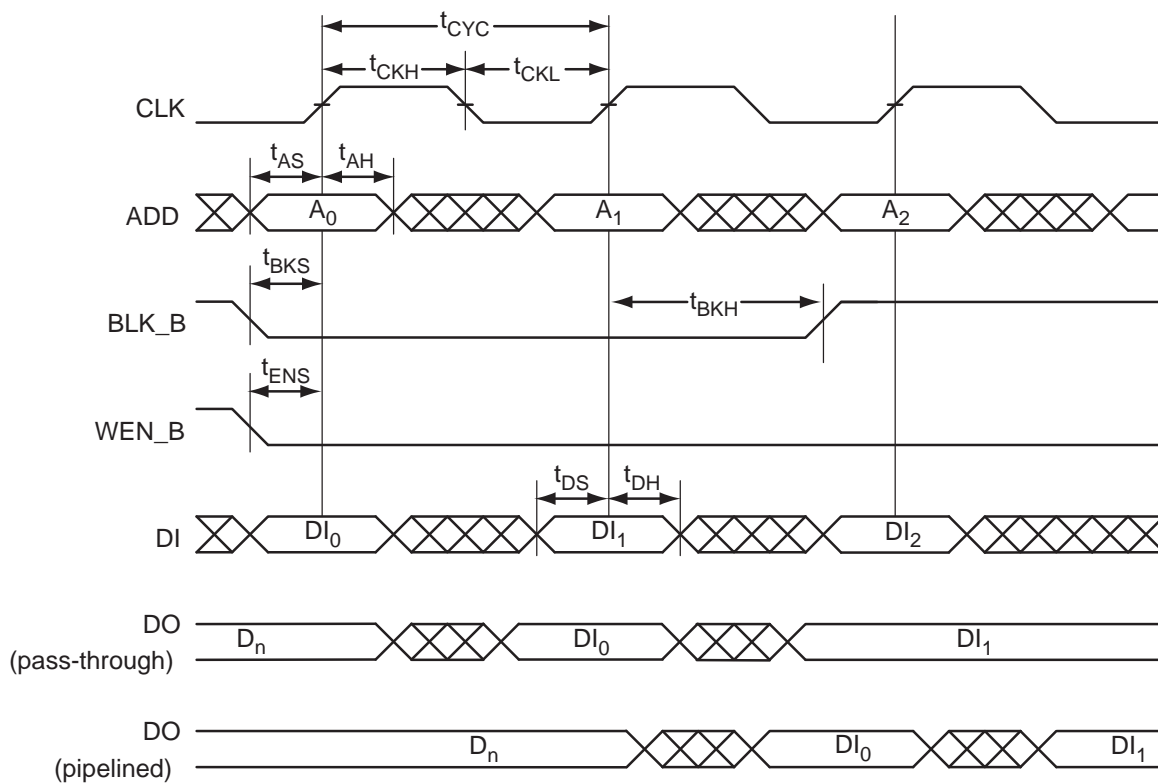 tCYC
tCKH tCKL
CLK
tAS tAH
ADD A0 A1 A2
tBKS
BLK_B tBKH
tENS
WEN_B
tDS tDH
DI DI0 DI1 DI2
DO
(pass-through) Dn DI0 DI1
DO
(pipelined) Dn DI0 DI1